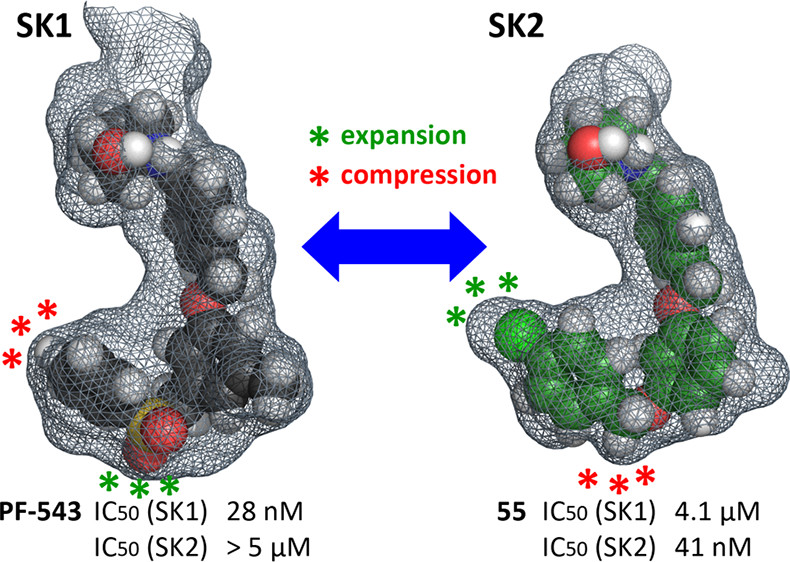 SK1
SK2
* expansion
* compression
* * *
* * *
* * *
* * *
PF-543 IC50 (SK1) 28 nM
IC50 (SK2) > 5 μM
55 IC50 (SK1) 4.1 μM
IC50 (SK2) 41 nM